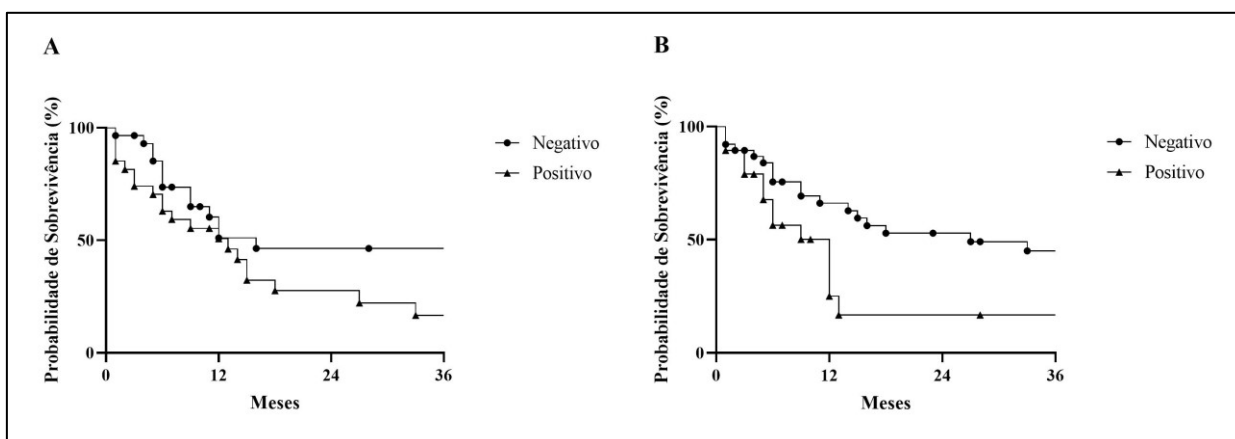 A
Probabilidade de Sobrevivência (%)
100
50
0
0 12 24 36
Meses
Negativo
Positivo
B
Probabilidade de Sobrevivência (%)
100
50
0
0 12 24 36
Meses
Negativo
Positivo